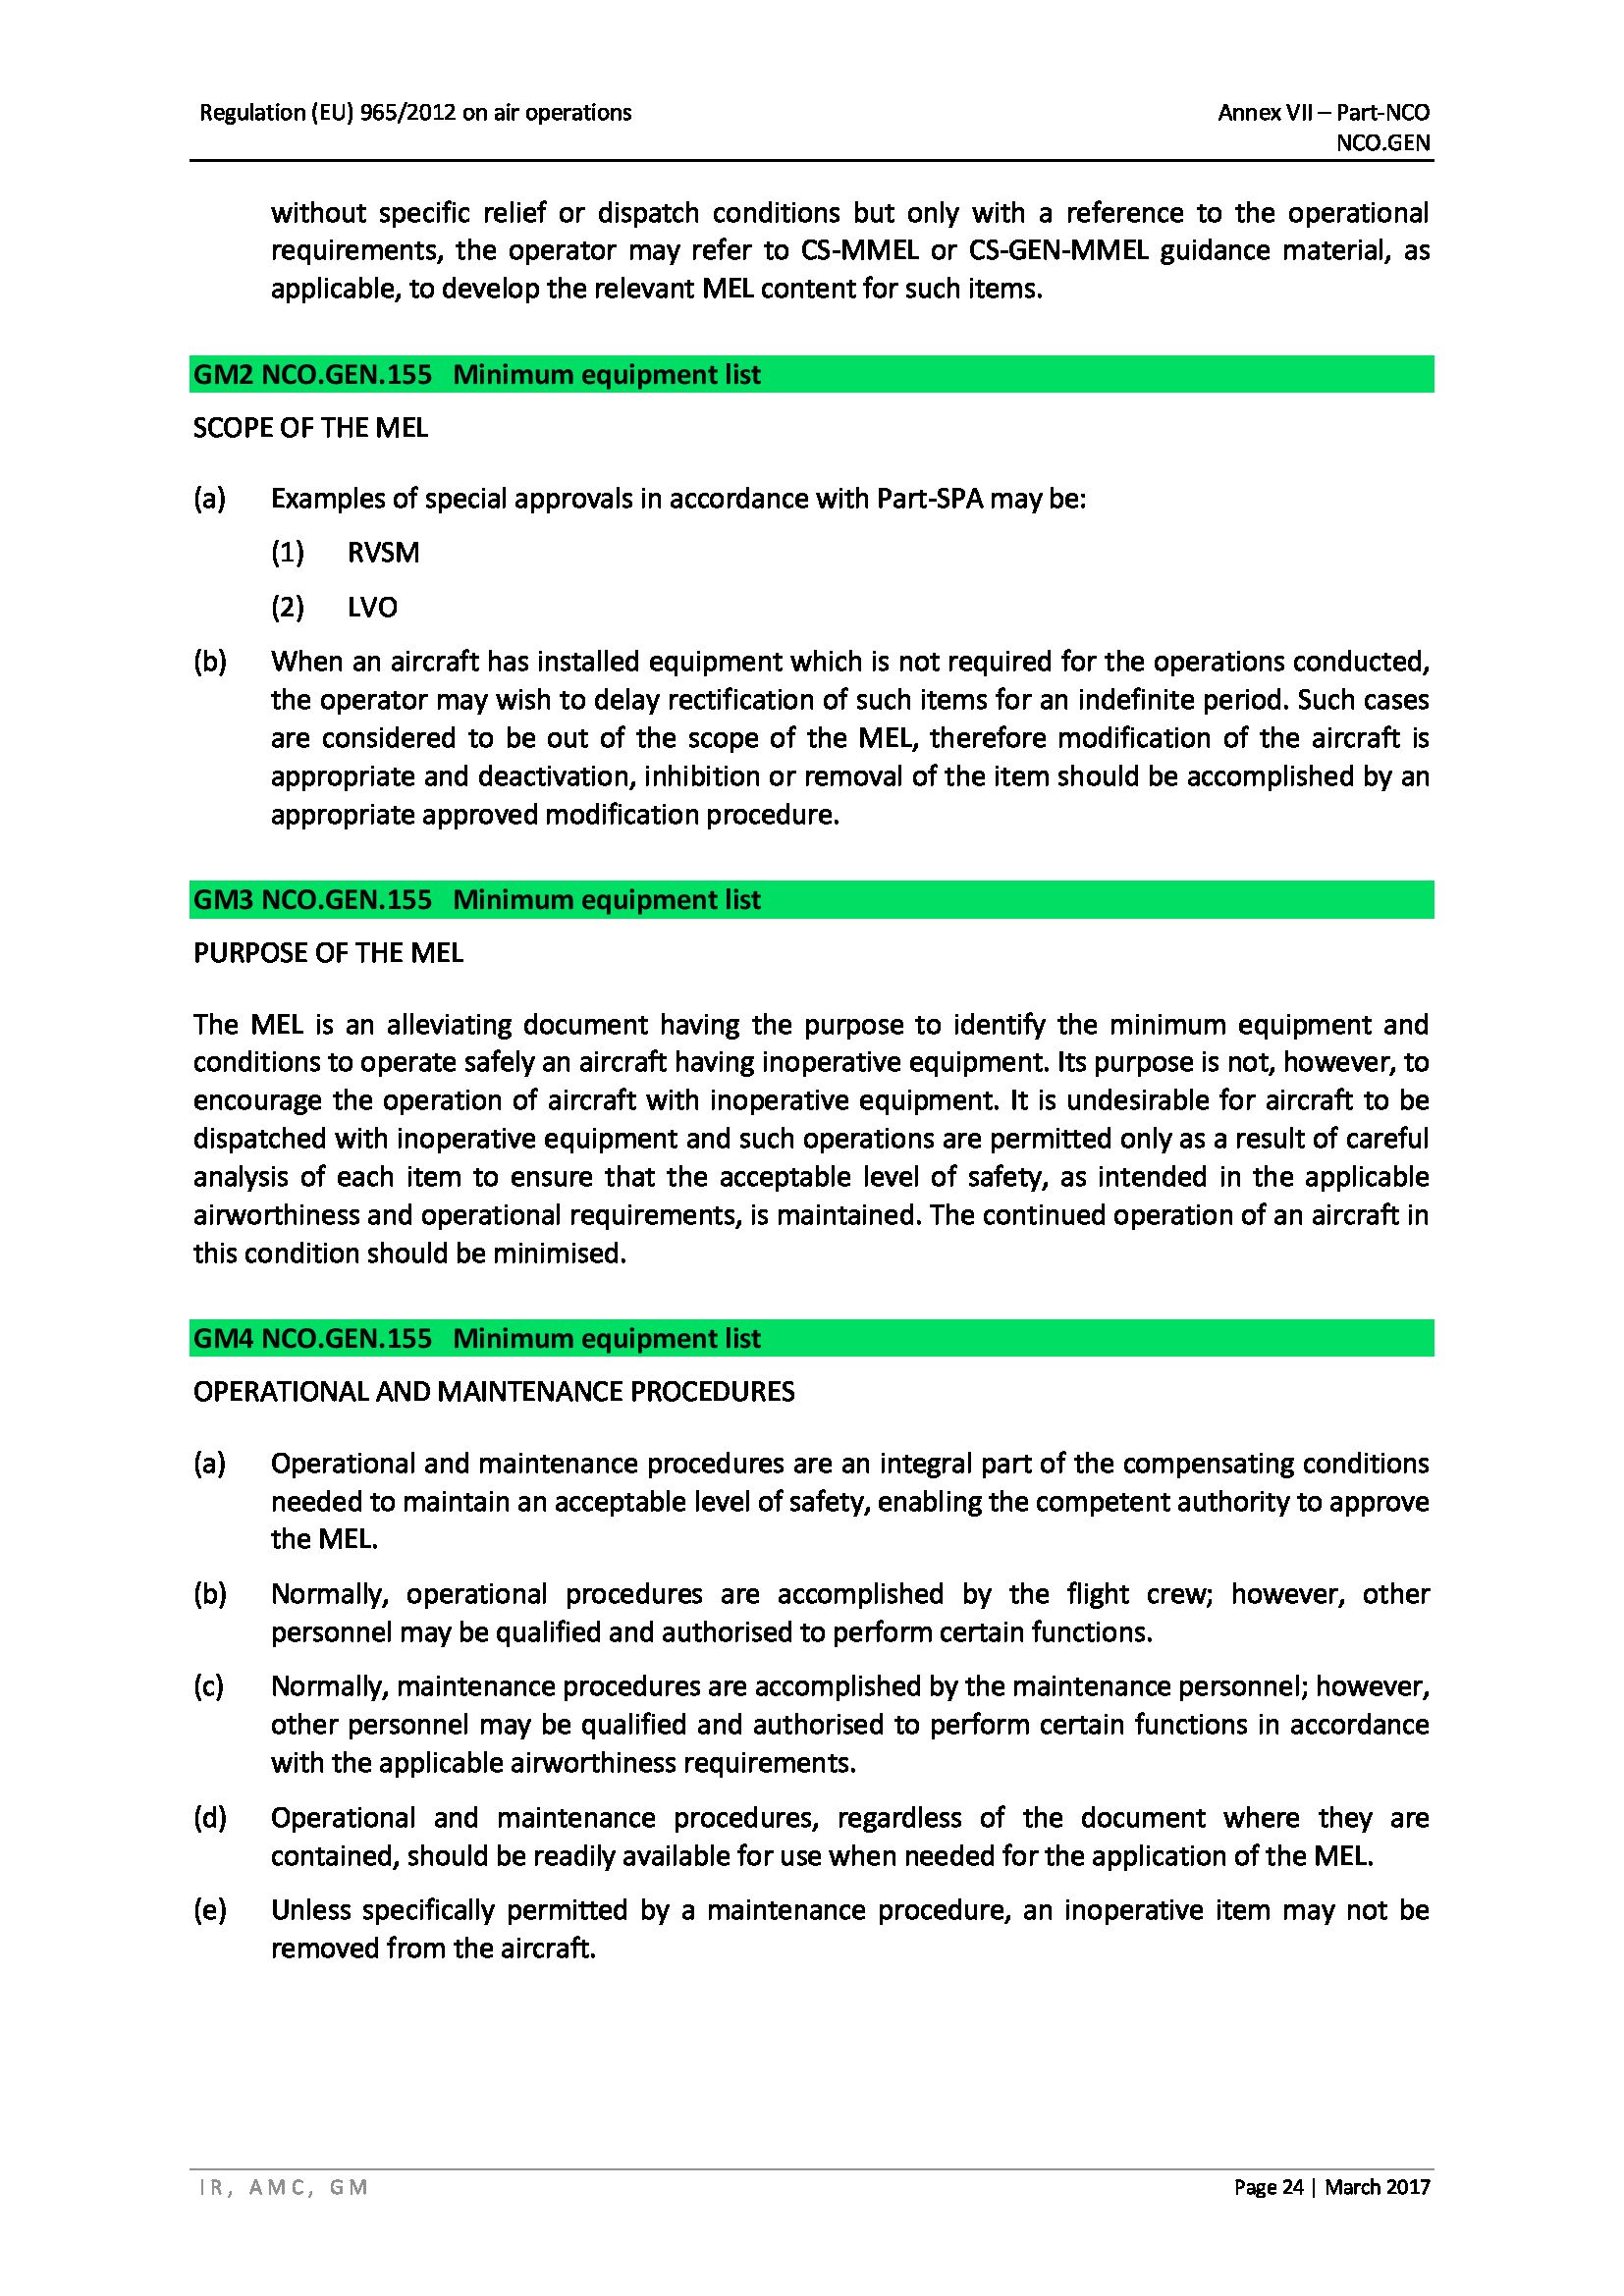 Regulation (EU) 965/2012 on air operations
Annex VII – Part-NCO
NCO.GEN
without specific relief or dispatch conditions but only with a reference to the operational
requirements, the operator may refer to CS-MMEL or CS-GEN-MMEL guidance material, as
applicable, to develop the relevant MEL content for such items.
GM2 NCO.GEN.155 Minimum equipment list
SCOPE OF THE MEL
(a) Examples of special approvals in accordance with Part-SPA may be:
(1) RVSM
(2) LVO
(b) When an aircraft has installed equipment which is not required for the operations conducted,
the operator may wish to delay rectification of such items for an indefinite period. Such cases
are considered to be out of the scope of the MEL, therefore modification of the aircraft is
appropriate and deactivation, inhibition or removal of the item should be accomplished by an
appropriate approved modification procedure.
GM3 NCO.GEN.155 Minimum equipment list
PURPOSE OF THE MEL
The MEL is an alleviating document having the purpose to identify the minimum equipment and
conditions to operate safely an aircraft having inoperative equipment. Its purpose is not, however, to
encourage the operation of aircraft with inoperative equipment. It is undesirable for aircraft to be
dispatched with inoperative equipment and such operations are permitted only as a result of careful
analysis of each item to ensure that the acceptable level of safety, as intended in the applicable
airworthiness and operational requirements, is maintained. The continued operation of an aircraft in
this condition should be minimised.
GM4 NCO.GEN.155 Minimum equipment list
OPERATIONAL AND MAINTENANCE PROCEDURES
(a) Operational and maintenance procedures are an integral part of the compensating conditions
needed to maintain an acceptable level of safety, enabling the competent authority to approve
the MEL.
(b) Normally, operational procedures are accomplished by the flight crew; however, other
personnel may be qualified and authorised to perform certain functions.
(c) Normally, maintenance procedures are accomplished by the maintenance personnel; however,
other personnel may be qualified and authorised to perform certain functions in accordance
with the applicable airworthiness requirements.
(d) Operational and maintenance procedures, regardless of the document where they are
contained, should be readily available for use when needed for the application of the MEL.
(e) Unless specifically permitted by a maintenance procedure, an inoperative item may not be
removed from the aircraft.
IR, AMC, GM
Page 24 | March 2017